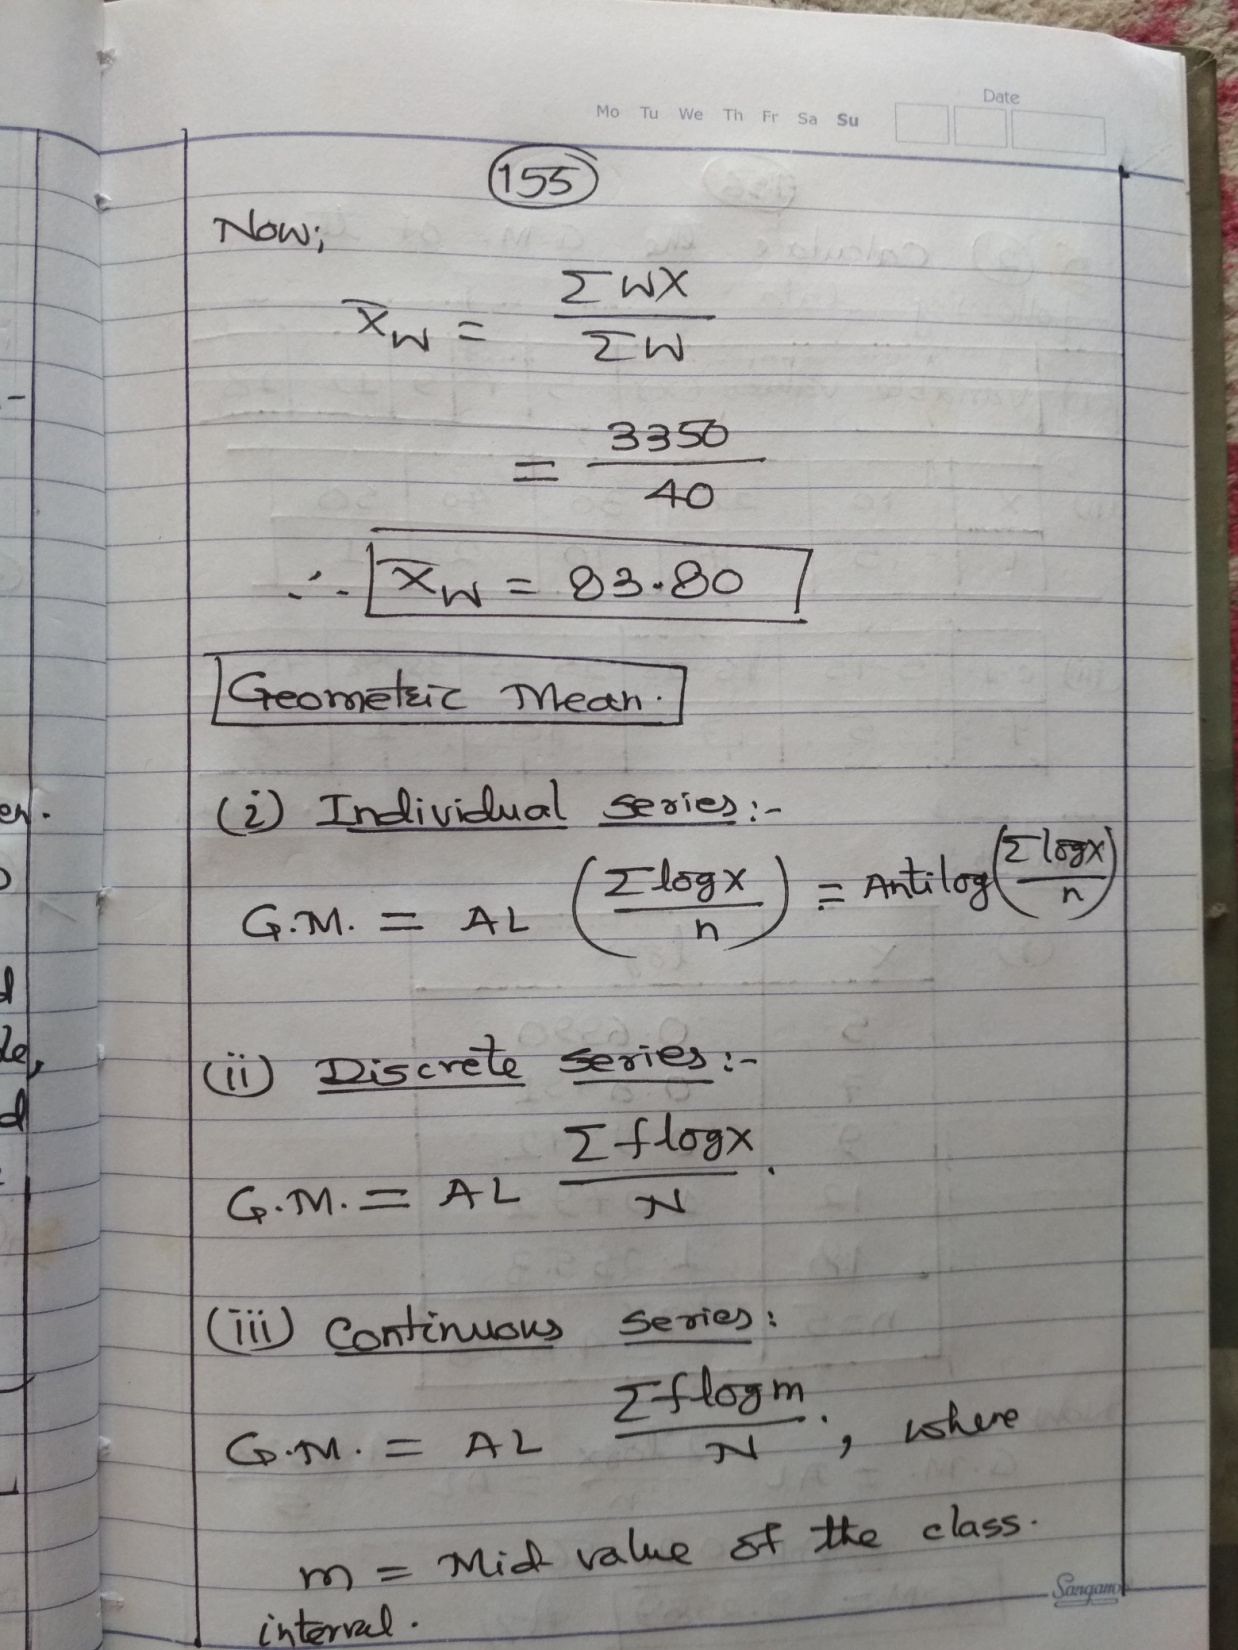 Mo Tu We Th Fr Sa Su Date
155
Now;
X̄w = ΣWX / ΣW
= 3350 / 40
∴ X̄w = 83.80
Geometric Mean.
(i) Individual series:-
G.M. = AL (Σlogx / n) = Antilog (Σlogx / n)
(ii) Discrete series:-
G.M. = AL Σflogx / N.
(iii) Continuous series:
G.M. = AL Σflogm / N; where
m = Mid value of the class.
interval.
Sangam